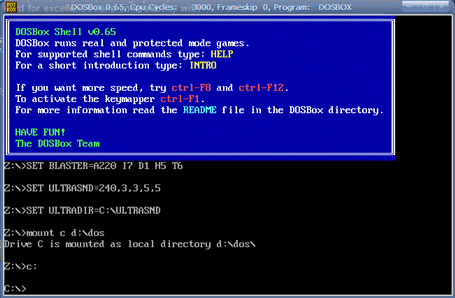 DOSBox 0.65, Cpu Cycles: 3000, Frameskip 0, Program: DOSBOX
DOSBox Shell v0.65
DOSBox runs real and protected mode games.
For supported shell commands type: HELP
For a short introduction type: INTRO
If you want more speed, try ctrl-F8 and ctrl-F12.
To activate the keymapper ctrl-F1.
For more information read the README file in the DOSBox directory.
HAVE FUN!
The DOSBox Team
Z:\>SET BLASTER=A220 I7 D1 H5 T6
Z:\>SET ULTRASND=240,3,3,5,5
Z:\>SET ULTRADIR=C:\ULTRASND
Z:\>mount c d:\dos
Drive C is mounted as local directory d:\dos\
Z:\>c:
C:\>